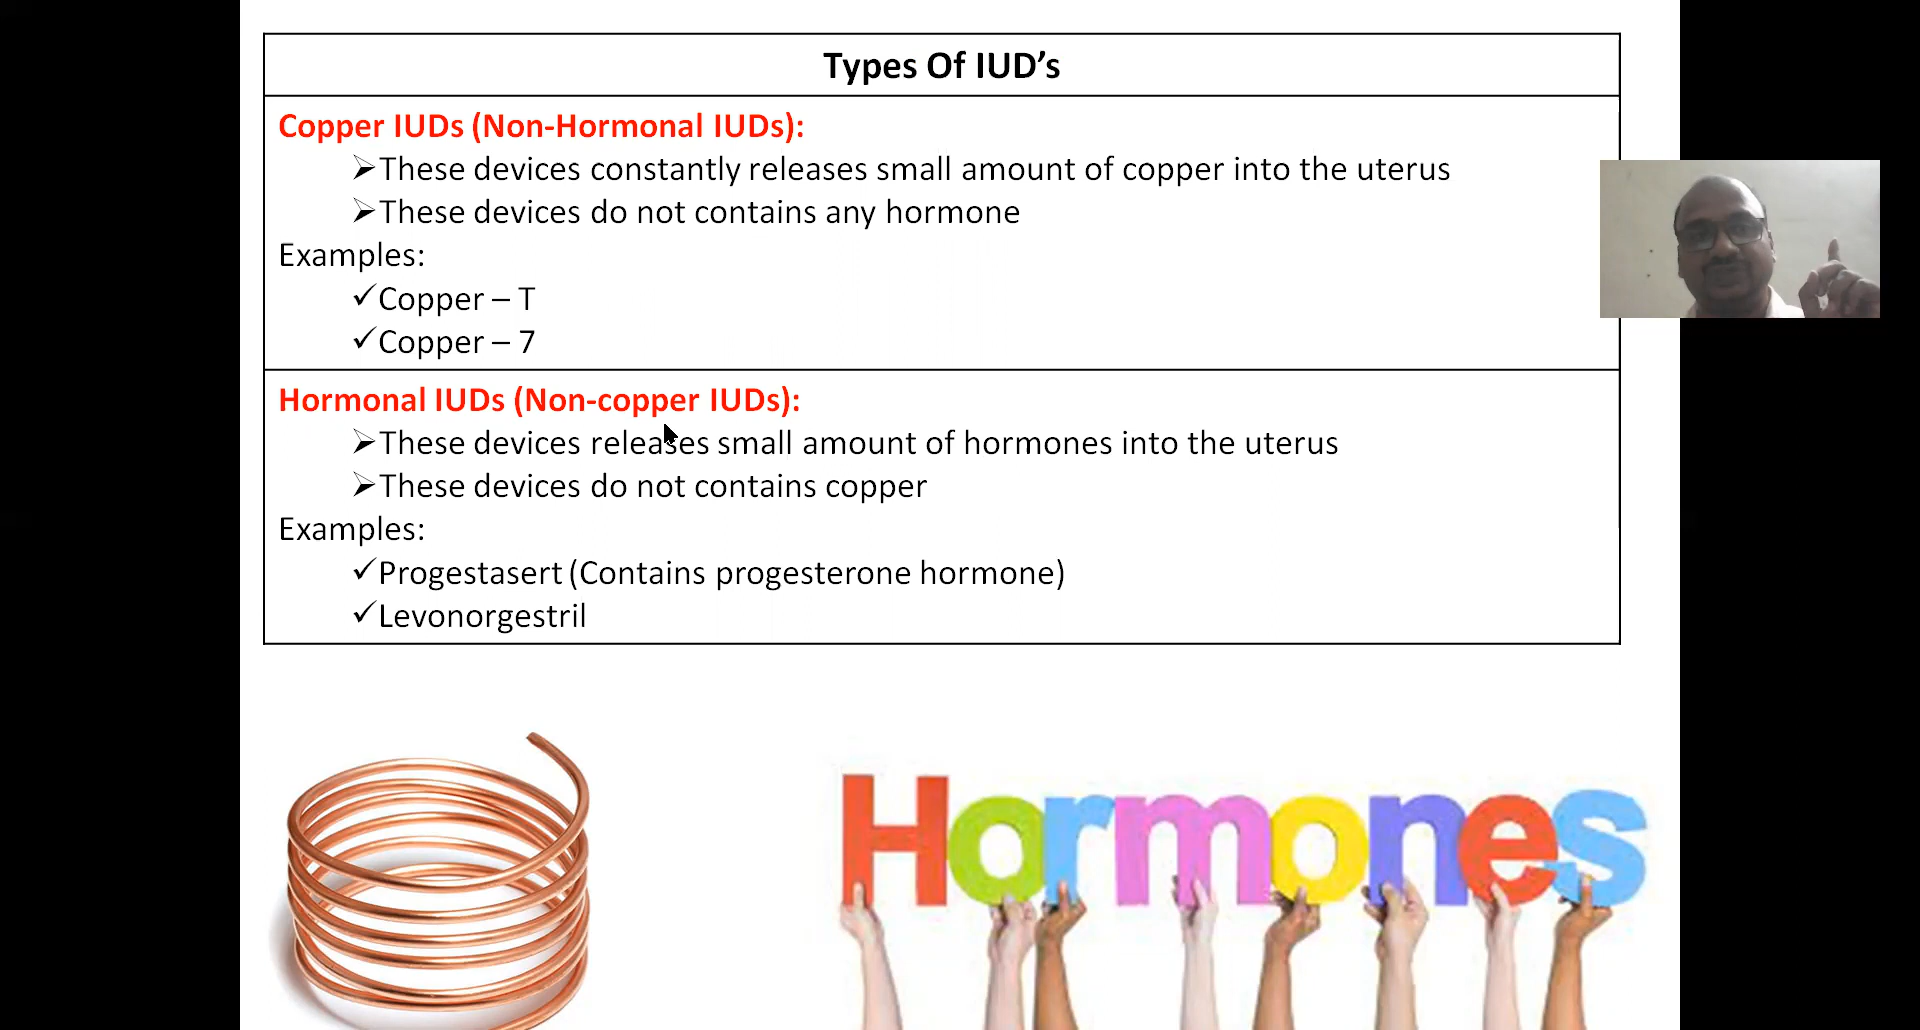 Types Of IUD’s
Copper IUDs (Non-Hormonal IUDs):
➢These devices constantly releases small amount of copper into the uterus
➢These devices do not contains any hormone
Examples:
✓Copper – T
✓Copper – 7
Hormonal IUDs (Non-copper IUDs):
➢These devices releases small amount of hormones into the uterus
➢These devices do not contains copper
Examples:
✓Progestasert (Contains progesterone hormone)
✓Levonorgestril
Hormones